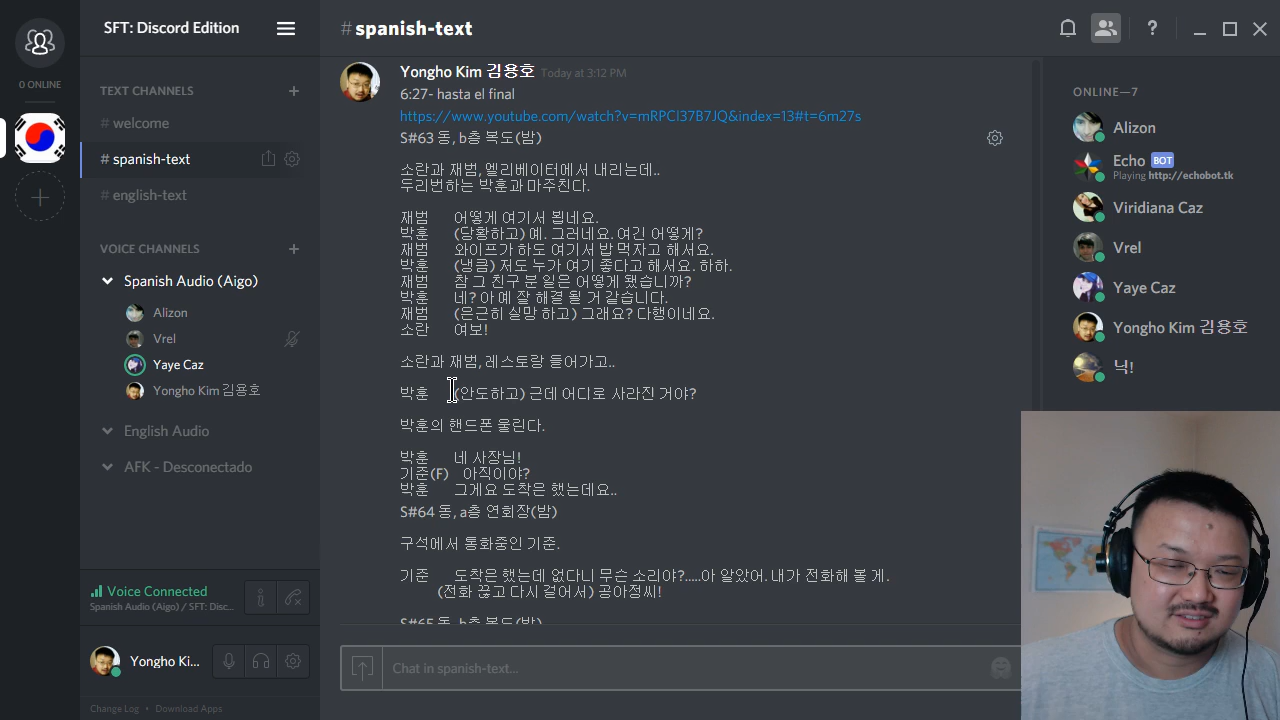 SFT: Discord Edition
#spanish-text
0 ONLINE
TEXT CHANNELS
# welcome
# spanish-text
# english-text
VOICE CHANNELS
Spanish Audio (Aigo)
Alizon
Vrel
Yaye Caz
Yongho Kim 김용호
English Audio
AFK - Desconectado
Voice Connected
Spanish Audio (Aigo) / SFT: Disc...
Yongho Ki...
Change Log • Download Apps
Yongho Kim 김용호 Today at 3:12 PM
6:27- hasta el final
https://www.youtube.com/watch?v=mRPCl37B7JQ&index=13#t=6m27s
S#63 동, b층 복도(밤)
소란과 재범, 엘리베이터에서 내리는데..
두리번하는 박훈과 마주친다.
재범 어떻게 여기서 뵙네요.
박훈 (당황하고) 예. 그러네요. 여긴 어떻게?
재범 와이프가 하도 여기서 밥 먹자고 해서요.
박훈 (냉큼) 저도 누가 여기 좋다고 해서요. 하하.
재범 참 그 친구 분 일은 어떻게 됐습니까?
박훈 네? 아 예 잘 해결 될 거 같습니다.
재범 (은근히 실망 하고) 그래요? 다행이네요.
소란 여보!
소란과 재범, 레스토랑 들어가고..
박훈 (안도하고) 근데 어디로 사라진 거야?
박훈의 핸드폰 울린다.
박훈 네 사장님!
기준(F) 아직이야?
박훈 그게요 도착은 했는데요..
S#64 동, a층 연회장(밤)
구석에서 통화중인 기준.
기준 도착은 했는데 없다니 무슨 소리야?.....아 알았어. 내가 전화해 볼 게.
(전화 끊고 다시 걸어서) 공아정씨!
S#65 동, b층 복도(밤)
Chat in spanish-text...
ONLINE—7
Alizon
Echo BOT
Playing http://echobot.tk
Viridiana Caz
Vrel
Yaye Caz
Yongho Kim 김용호
닉!